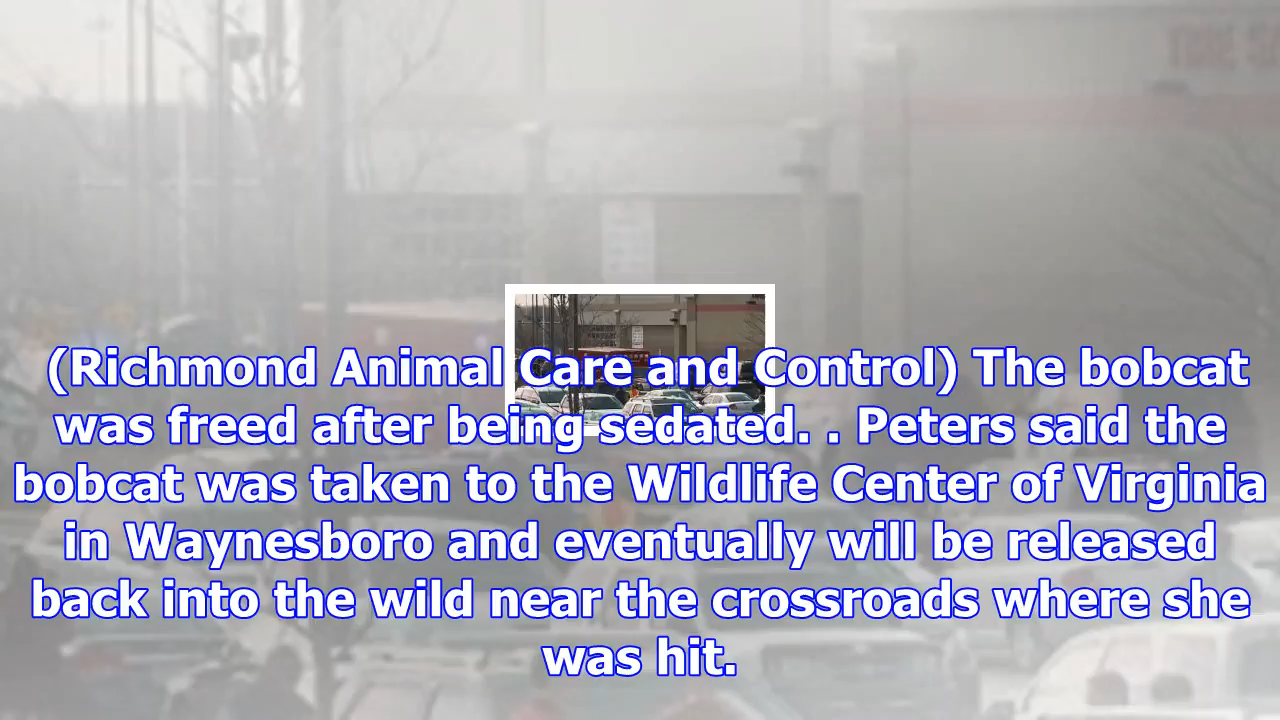 (Richmond Animal Care and Control) The bobcat
was freed after being sedated. . Peters said the
bobcat was taken to the Wildlife Center of Virginia
in Waynesboro and eventually will be released
back into the wild near the crossroads where she
was hit.